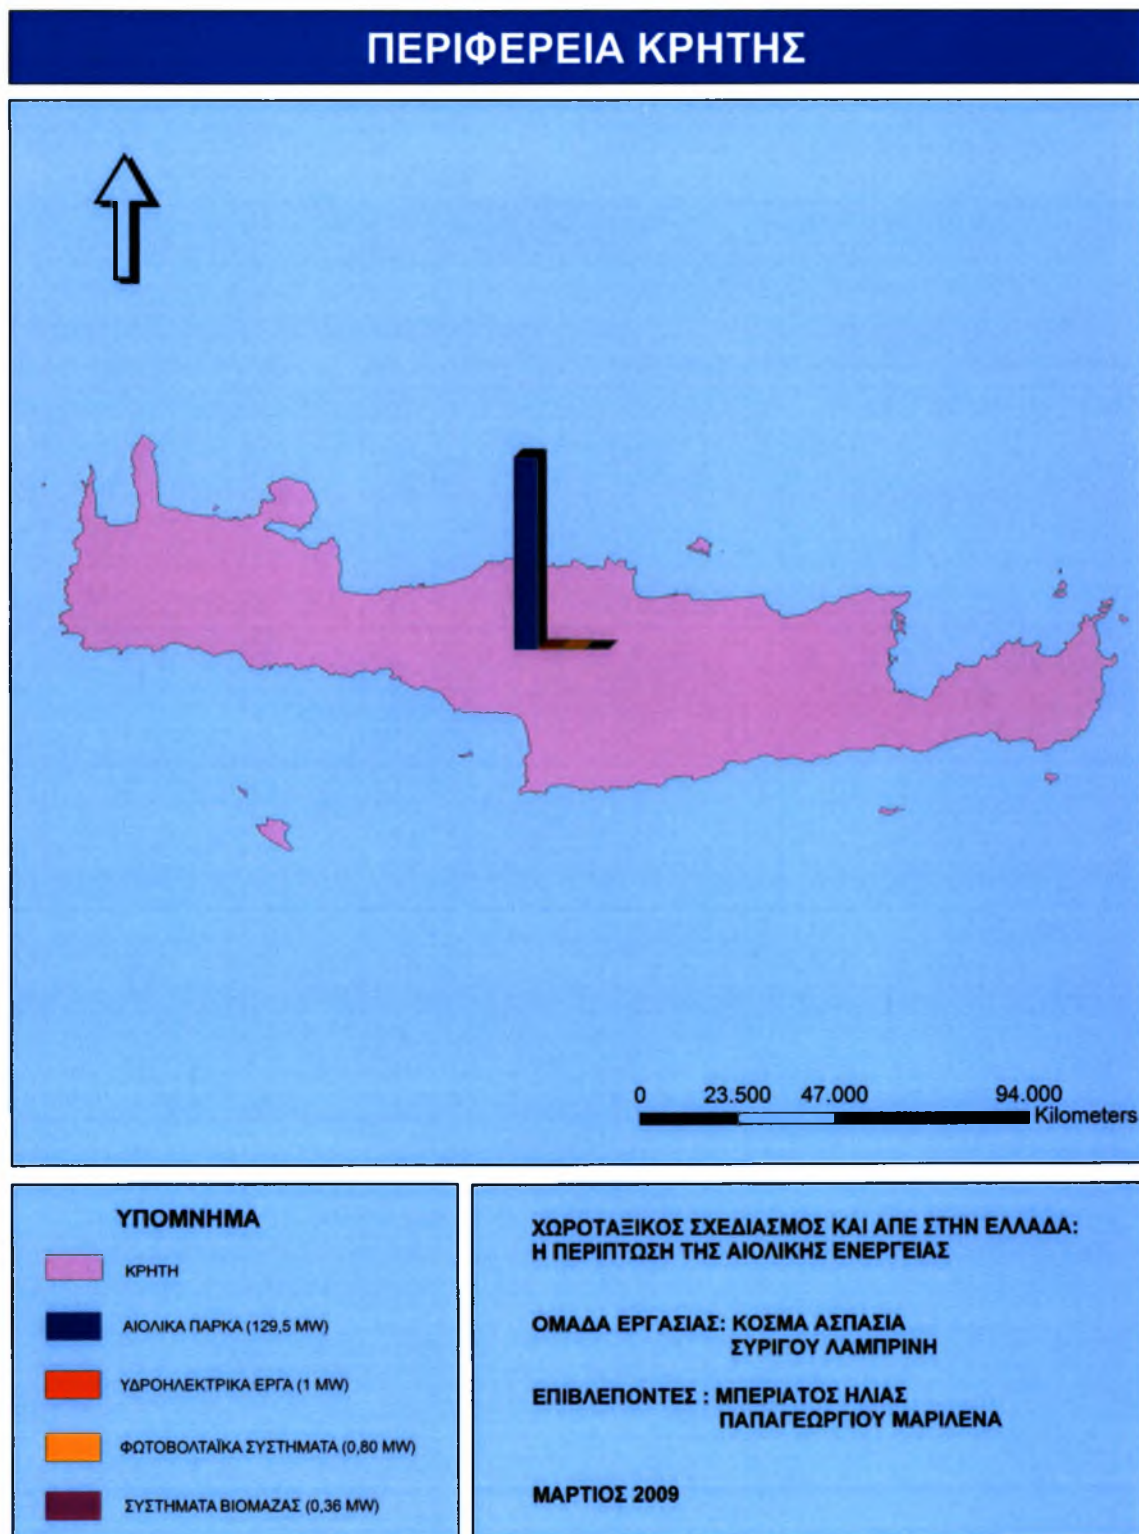 ΠΕΡΙΦΕΡΕΙΑ ΚΡΗΤΗΣ
0 23.500 47.000 94.000
Kilometers
ΥΠΟΜΝΗΜΑ
ΚΡΗΤΗ
ΑΙΟΛΙΚΑ ΠΑΡΚΑ (129,5 MW)
ΥΔΡΟΗΛΕΚΤΡΙΚΑ ΕΡΓΑ (1 MW)
ΦΩΤΟΒΟΛΤΑΪΚΑ ΣΥΣΤΗΜΑΤΑ (0,80 MW)
ΣΥΣΤΗΜΑΤΑ ΒΙΟΜΑΖΑΣ (0,36 MW)
ΧΩΡΟΤΑΞΙΚΟΣ ΣΧΕΔΙΑΣΜΟΣ ΚΑΙ ΑΠΕ ΣΤΗΝ ΕΛΛΑΔΑ:
Η ΠΕΡΙΠΤΩΣΗ ΤΗΣ ΑΙΟΛΙΚΗΣ ΕΝΕΡΓΕΙΑΣ
ΟΜΑΔΑ ΕΡΓΑΣΙΑΣ: ΚΟΣΜΑ ΑΣΠΑΣΙΑ
ΣΥΡΙΓΟΥ ΛΑΜΠΡΙΝΗ
ΕΠΙΒΛΕΠΟΝΤΕΣ : ΜΠΕΡΙΑΤΟΣ ΗΛΙΑΣ
ΠΑΠΑΓΕΩΡΓΙΟΥ ΜΑΡΙΛΕΝΑ
ΜΑΡΤΙΟΣ 2009